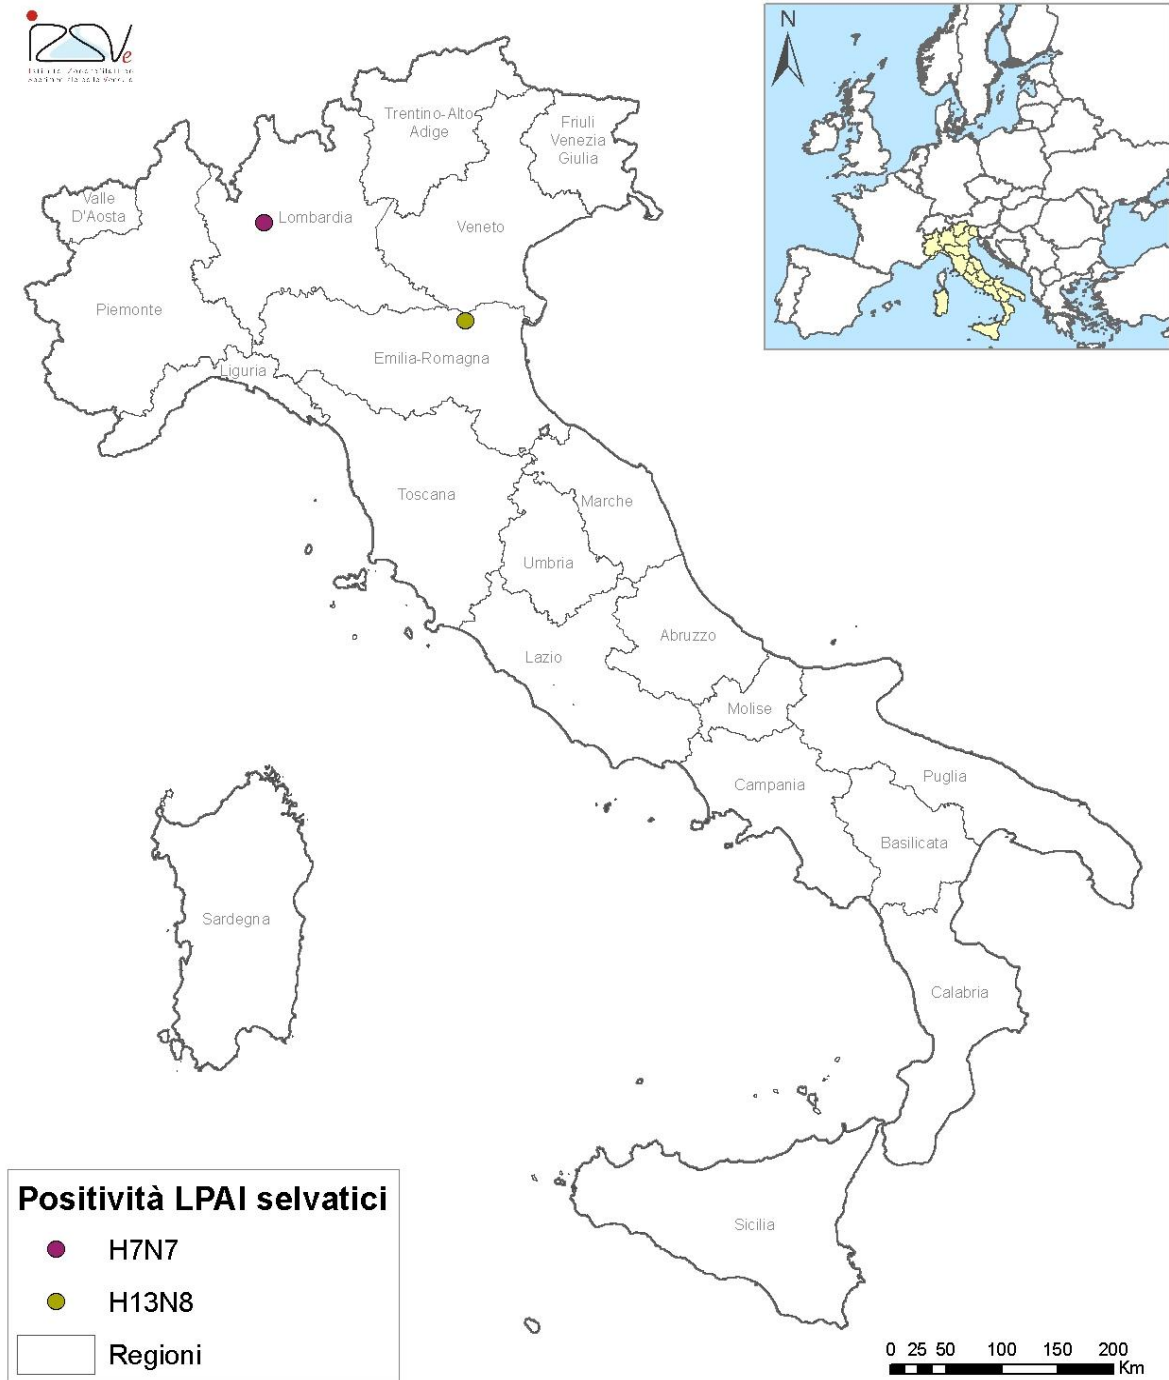 IZSVe
N
Trentino-Alto
Adige
Friuli
Venezia
Giulia
Valle
D'Aosta
Lombardia
Veneto
Piemonte
Emilia-Romagna
Liguria
Toscana
Marche
Umbria
Abruzzo
Lazio
Molise
Campania
Puglia
Basilicata
Sardegna
Calabria
Sicilia
Positività LPAI selvatici
H7N7
H13N8
Regioni
0 25 50 100 150 200
Km